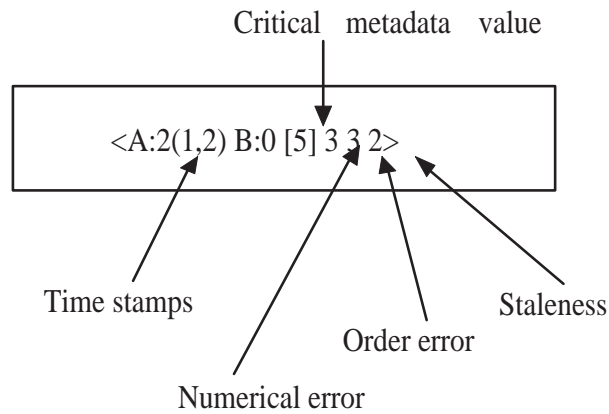 Critical metadata value
<A:2(1,2) B:0 [5] 3 3 2>
Time stamps
Staleness
Order error
Numerical error